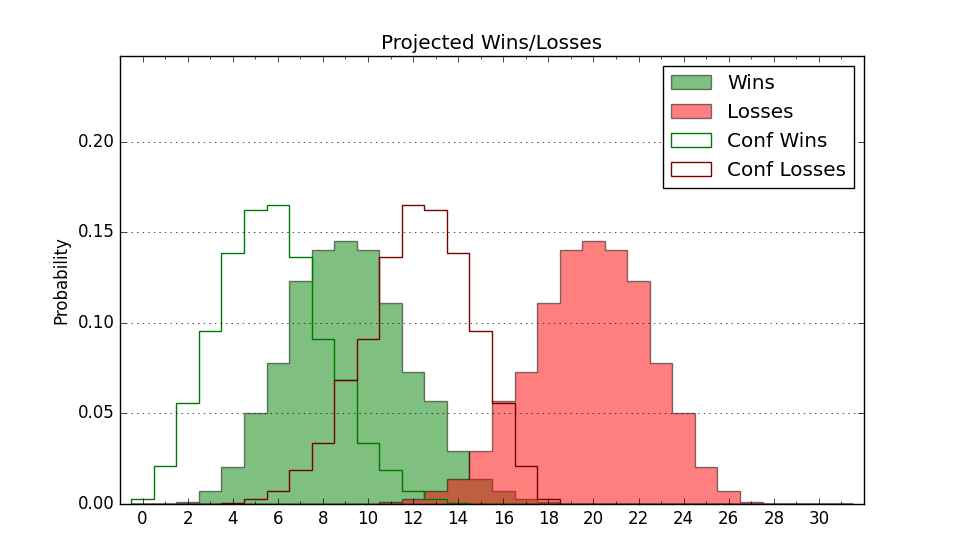 Projected Wins/Losses
Wins
Losses
Conf Wins
Conf Losses
Probability
0.20
0.15
0.10
0.05
0.00
0 2 4 6 8 10 12 14 16 18 20 22 24 26 28 30